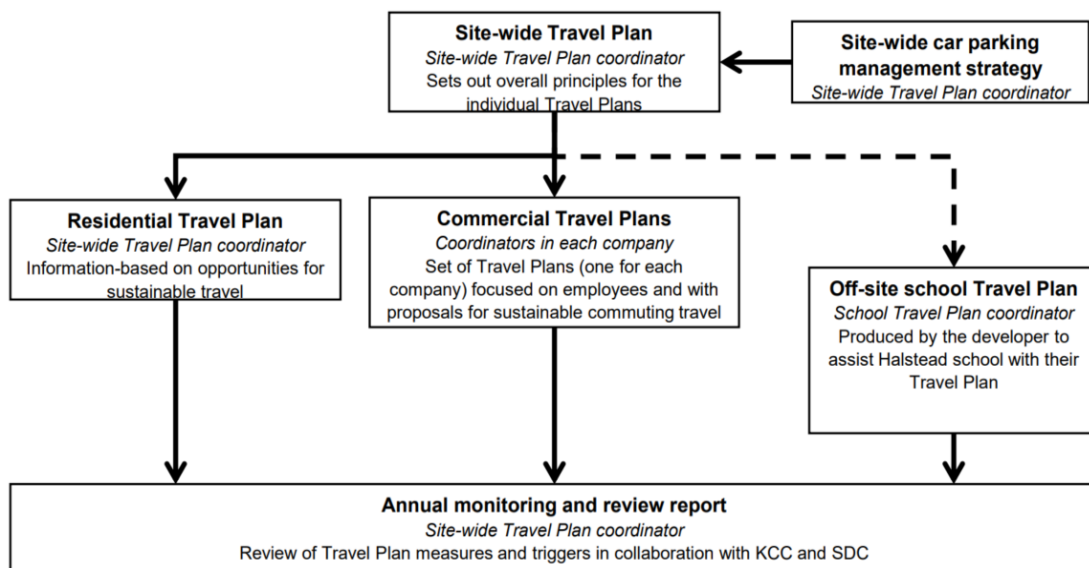 Site-wide Travel Plan
Site-wide Travel Plan coordinator
Sets out overall principles for the
individual Travel Plans
Site-wide car parking
management strategy
Site-wide Travel Plan coordinator
Residential Travel Plan
Site-wide Travel Plan coordinator
Information-based on opportunities for
sustainable travel
Commercial Travel Plans
Coordinators in each company
Set of Travel Plans (one for each
company) focused on employees and with
proposals for sustainable commuting travel
Off-site school Travel Plan
School Travel Plan coordinator
Produced by the developer to
assist Halstead school with their
Travel Plan
Annual monitoring and review report
Site-wide Travel Plan coordinator
Review of Travel Plan measures and triggers in collaboration with KCC and SDC